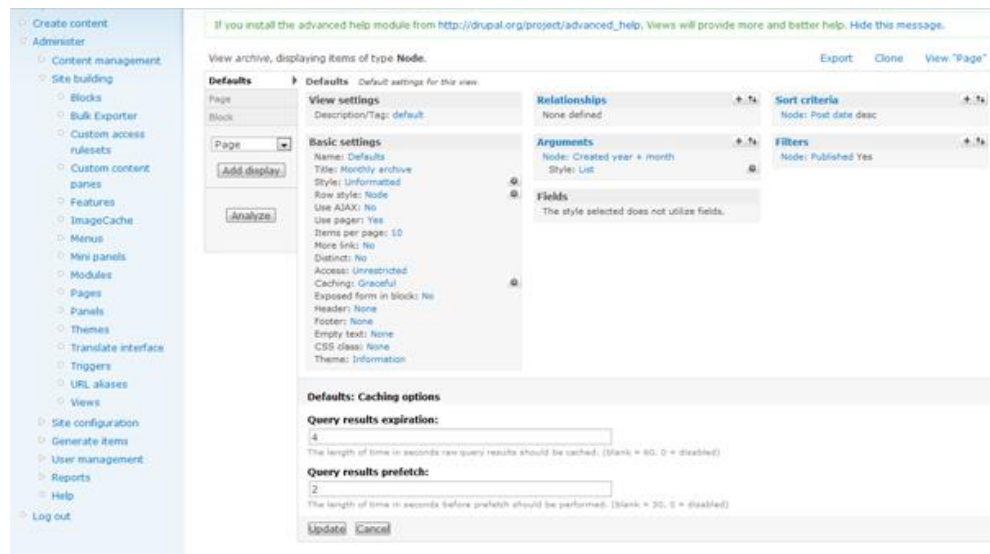 Create content
Administer
Content management
Site building
Blocks
Bulk Exporter
Custom access
rulesets
Custom content
panes
Features
ImageCache
Menus
Mini panels
Modules
Pages
Panels
Themes
Translate interface
Triggers
URL aliases
Views
Site configuration
Generate items
User management
Reports
Help
Log out
If you install the advanced help module from http://drupal.org/project/advanced_help, Views will provide more and better help. Hide this message.
View archive, displaying items of type Node.
Export Clone View "Page"
Defaults
Page
Block
Page
Add display
Analyze
Defaults Default settings for this view.
View settings
Description/Tag: default
Basic settings
Name: Defaults
Title: Monthly archive
Style: Unformatted
Row style: Node
Use AJAX: No
Use pager: Yes
Items per page: 10
More link: No
Distinct: No
Access: Unrestricted
Caching: Graceful
Exposed form in block: No
Header: None
Footer: None
Empty text: None
CSS class: None
Theme: Information
Relationships
None defined
Arguments
Node: Created year + month
Style: List
Fields
The style selected does not utilize fields.
Sort criteria
Node: Post date desc
Filters
Node: Published Yes
Defaults: Caching options
Query results expiration:
4
The length of time in seconds raw query results should be cached. (blank = 60, 0 = disabled)
Query results prefetch:
2
The length of time in seconds before prefetch should be performed. (blank = 30, 0 = disabled)
Update Cancel